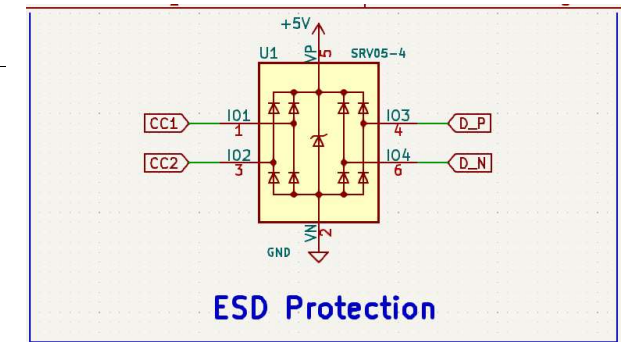 +5V
U1
VP
5
SRV05-4
CC1
IO1
1
IO3
4
D_P
CC2
IO2
3
IO4
6
D_N
VN
2
GND
ESD Protection